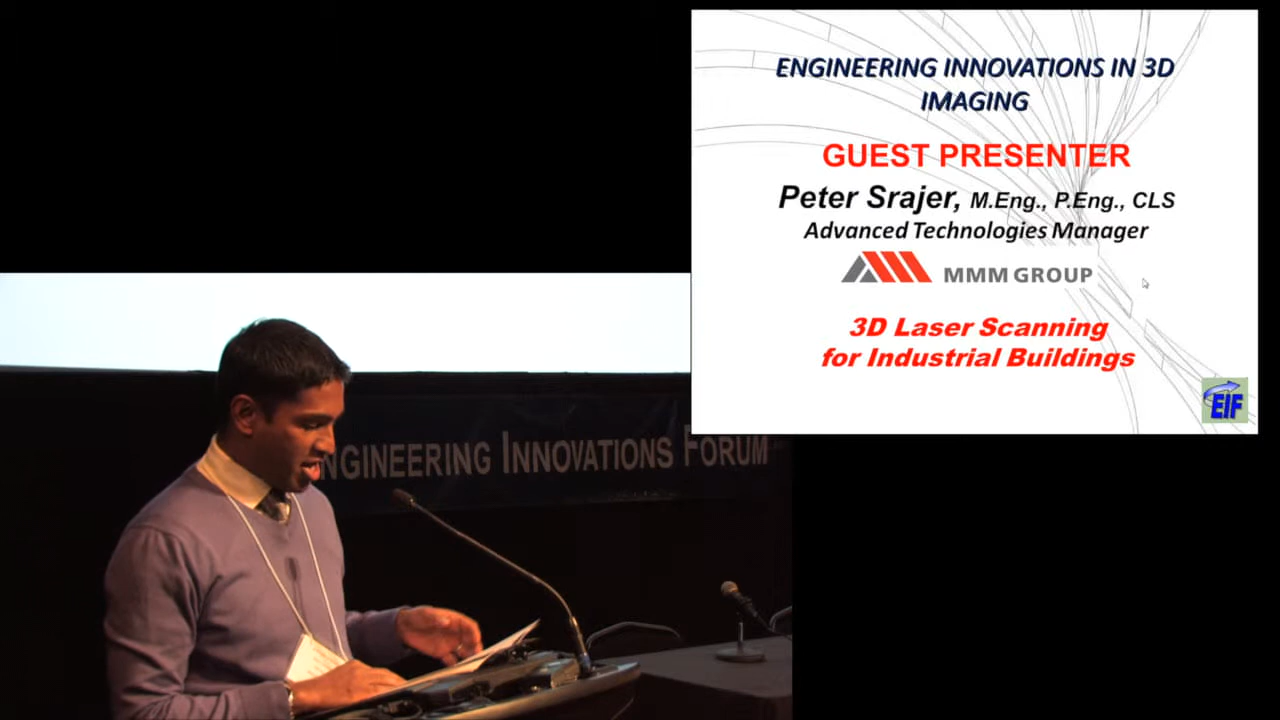 ENGINEERING INNOVATIONS IN 3D
IMAGING
GUEST PRESENTER
Peter Srajer, M.Eng., P.Eng., CLS
Advanced Technologies Manager
MMM GROUP
3D Laser Scanning
for Industrial Buildings
EIF
NGINEERING INNOVATIONS FORUM